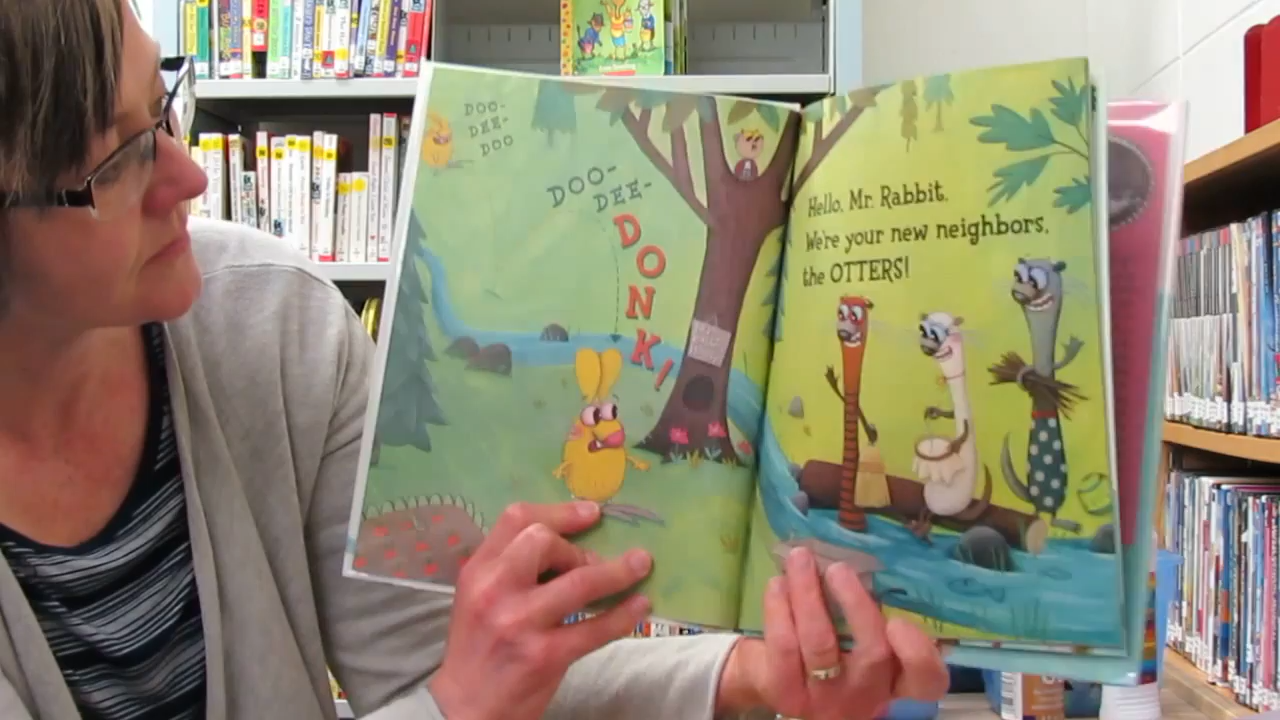 DOO-
DEE-
DOO
DOO-
DEE-
DONK!
Hello, Mr. Rabbit.
We're your new neighbors,
the OTTERS!